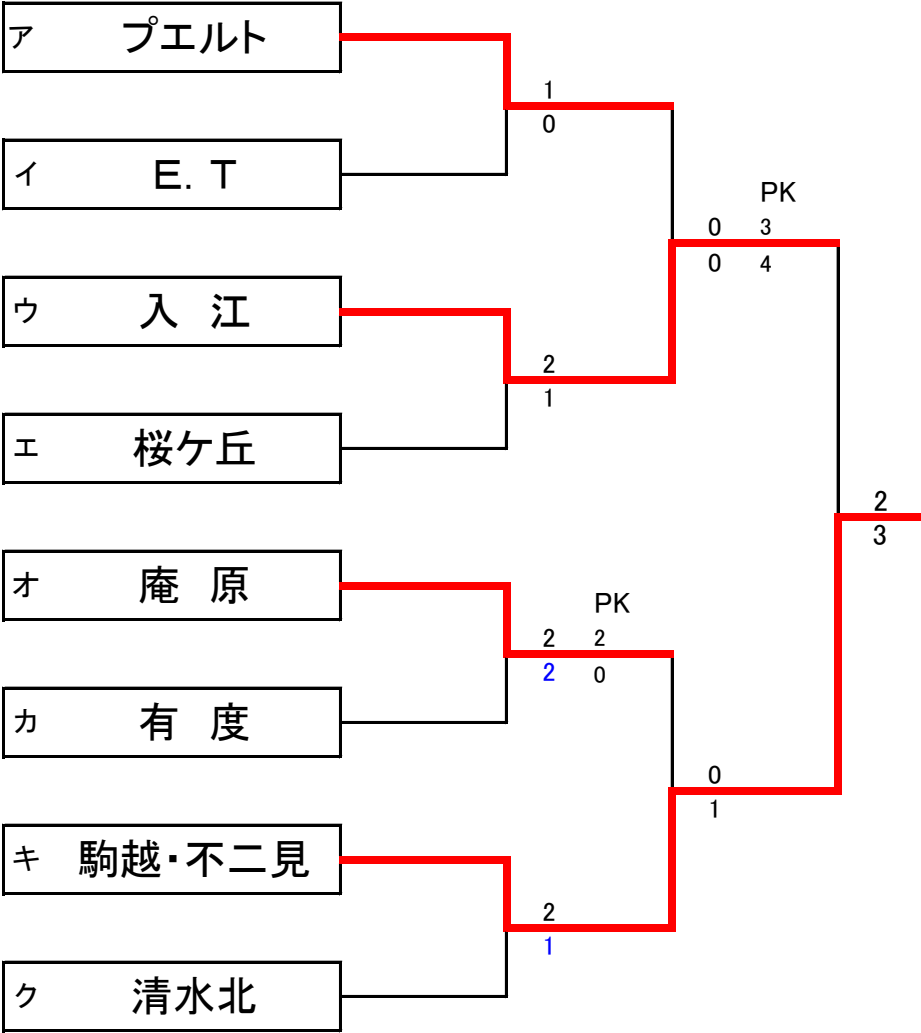 ア プエルト
1
0
イ E. T
PK
0 3
0 4
ウ 入 江
2
1
エ 桜ケ丘
2
3
オ 庵 原
PK
2 2
2 0
カ 有 度
0
1
キ 駒越・不二見
2
1
ク 清水北